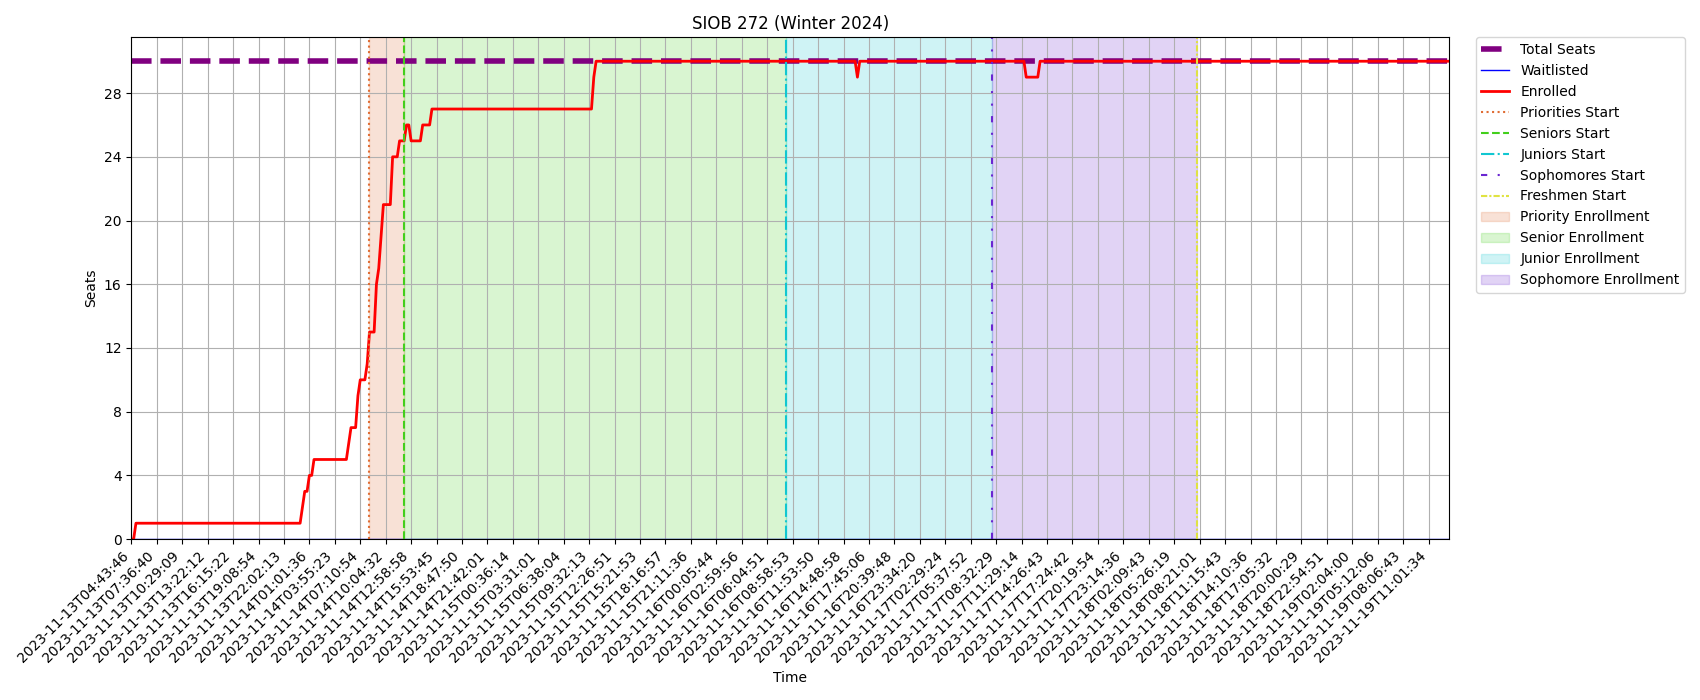 SIOB 272 (Winter 2024)
Total Seats
Waitlisted
Enrolled
Priorities Start
Seniors Start
Juniors Start
Sophomores Start
Freshmen Start
Priority Enrollment
Senior Enrollment
Junior Enrollment
Sophomore Enrollment
Seats
28
24
20
16
12
8
4
0
2023-11-13T04:43:46
2023-11-13T07:36:40
2023-11-13T10:29:09
2023-11-13T13:22:12
2023-11-13T16:15:22
2023-11-13T19:08:54
2023-11-13T22:02:13
2023-11-14T01:01:36
2023-11-14T03:55:23
2023-11-14T07:10:54
2023-11-14T10:04:32
2023-11-14T12:58:58
2023-11-14T15:53:45
2023-11-14T18:47:50
2023-11-14T21:42:01
2023-11-15T00:36:14
2023-11-15T03:31:01
2023-11-15T06:38:04
2023-11-15T09:32:13
2023-11-15T12:26:51
2023-11-15T15:21:53
2023-11-15T18:16:57
2023-11-15T21:11:36
2023-11-16T00:05:44
2023-11-16T02:59:56
2023-11-16T06:04:51
2023-11-16T08:58:53
2023-11-16T11:53:50
2023-11-16T14:48:58
2023-11-16T17:45:06
2023-11-16T20:39:48
2023-11-16T23:34:20
2023-11-17T02:29:24
2023-11-17T05:37:52
2023-11-17T08:32:29
2023-11-17T11:29:14
2023-11-17T14:26:43
2023-11-17T17:24:42
2023-11-17T20:19:54
2023-11-17T23:14:36
2023-11-18T02:09:43
2023-11-18T05:26:19
2023-11-18T08:21:01
2023-11-18T11:15:43
2023-11-18T14:10:36
2023-11-18T17:05:32
2023-11-18T20:00:29
2023-11-18T22:54:51
2023-11-19T02:04:00
2023-11-19T05:12:06
2023-11-19T08:06:43
2023-11-19T11:01:34
Time